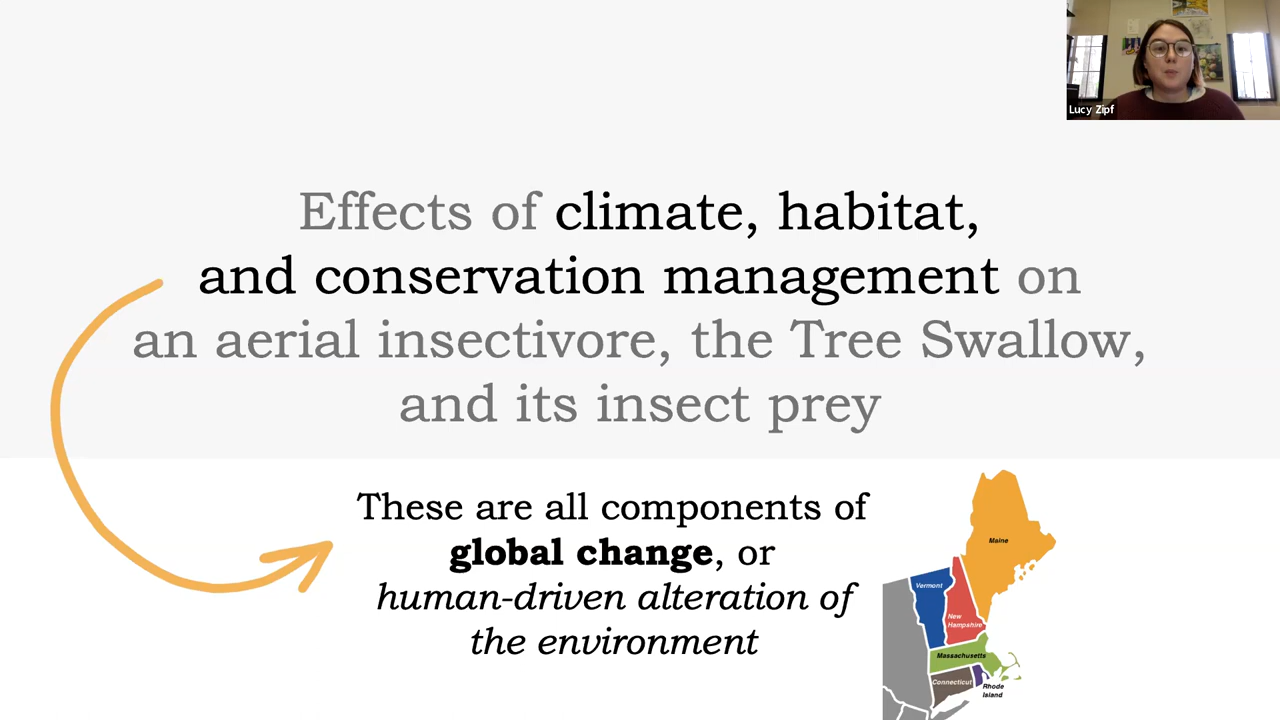 Lucy Zipf
Effects of climate, habitat,
and conservation management on
an aerial insectivore, the Tree Swallow,
and its insect prey
These are all components of
global change, or
human-driven alteration of
the environment
Maine
Vermont
New
Hampshire
Massachusetts
Connecticut
Rhode
Island